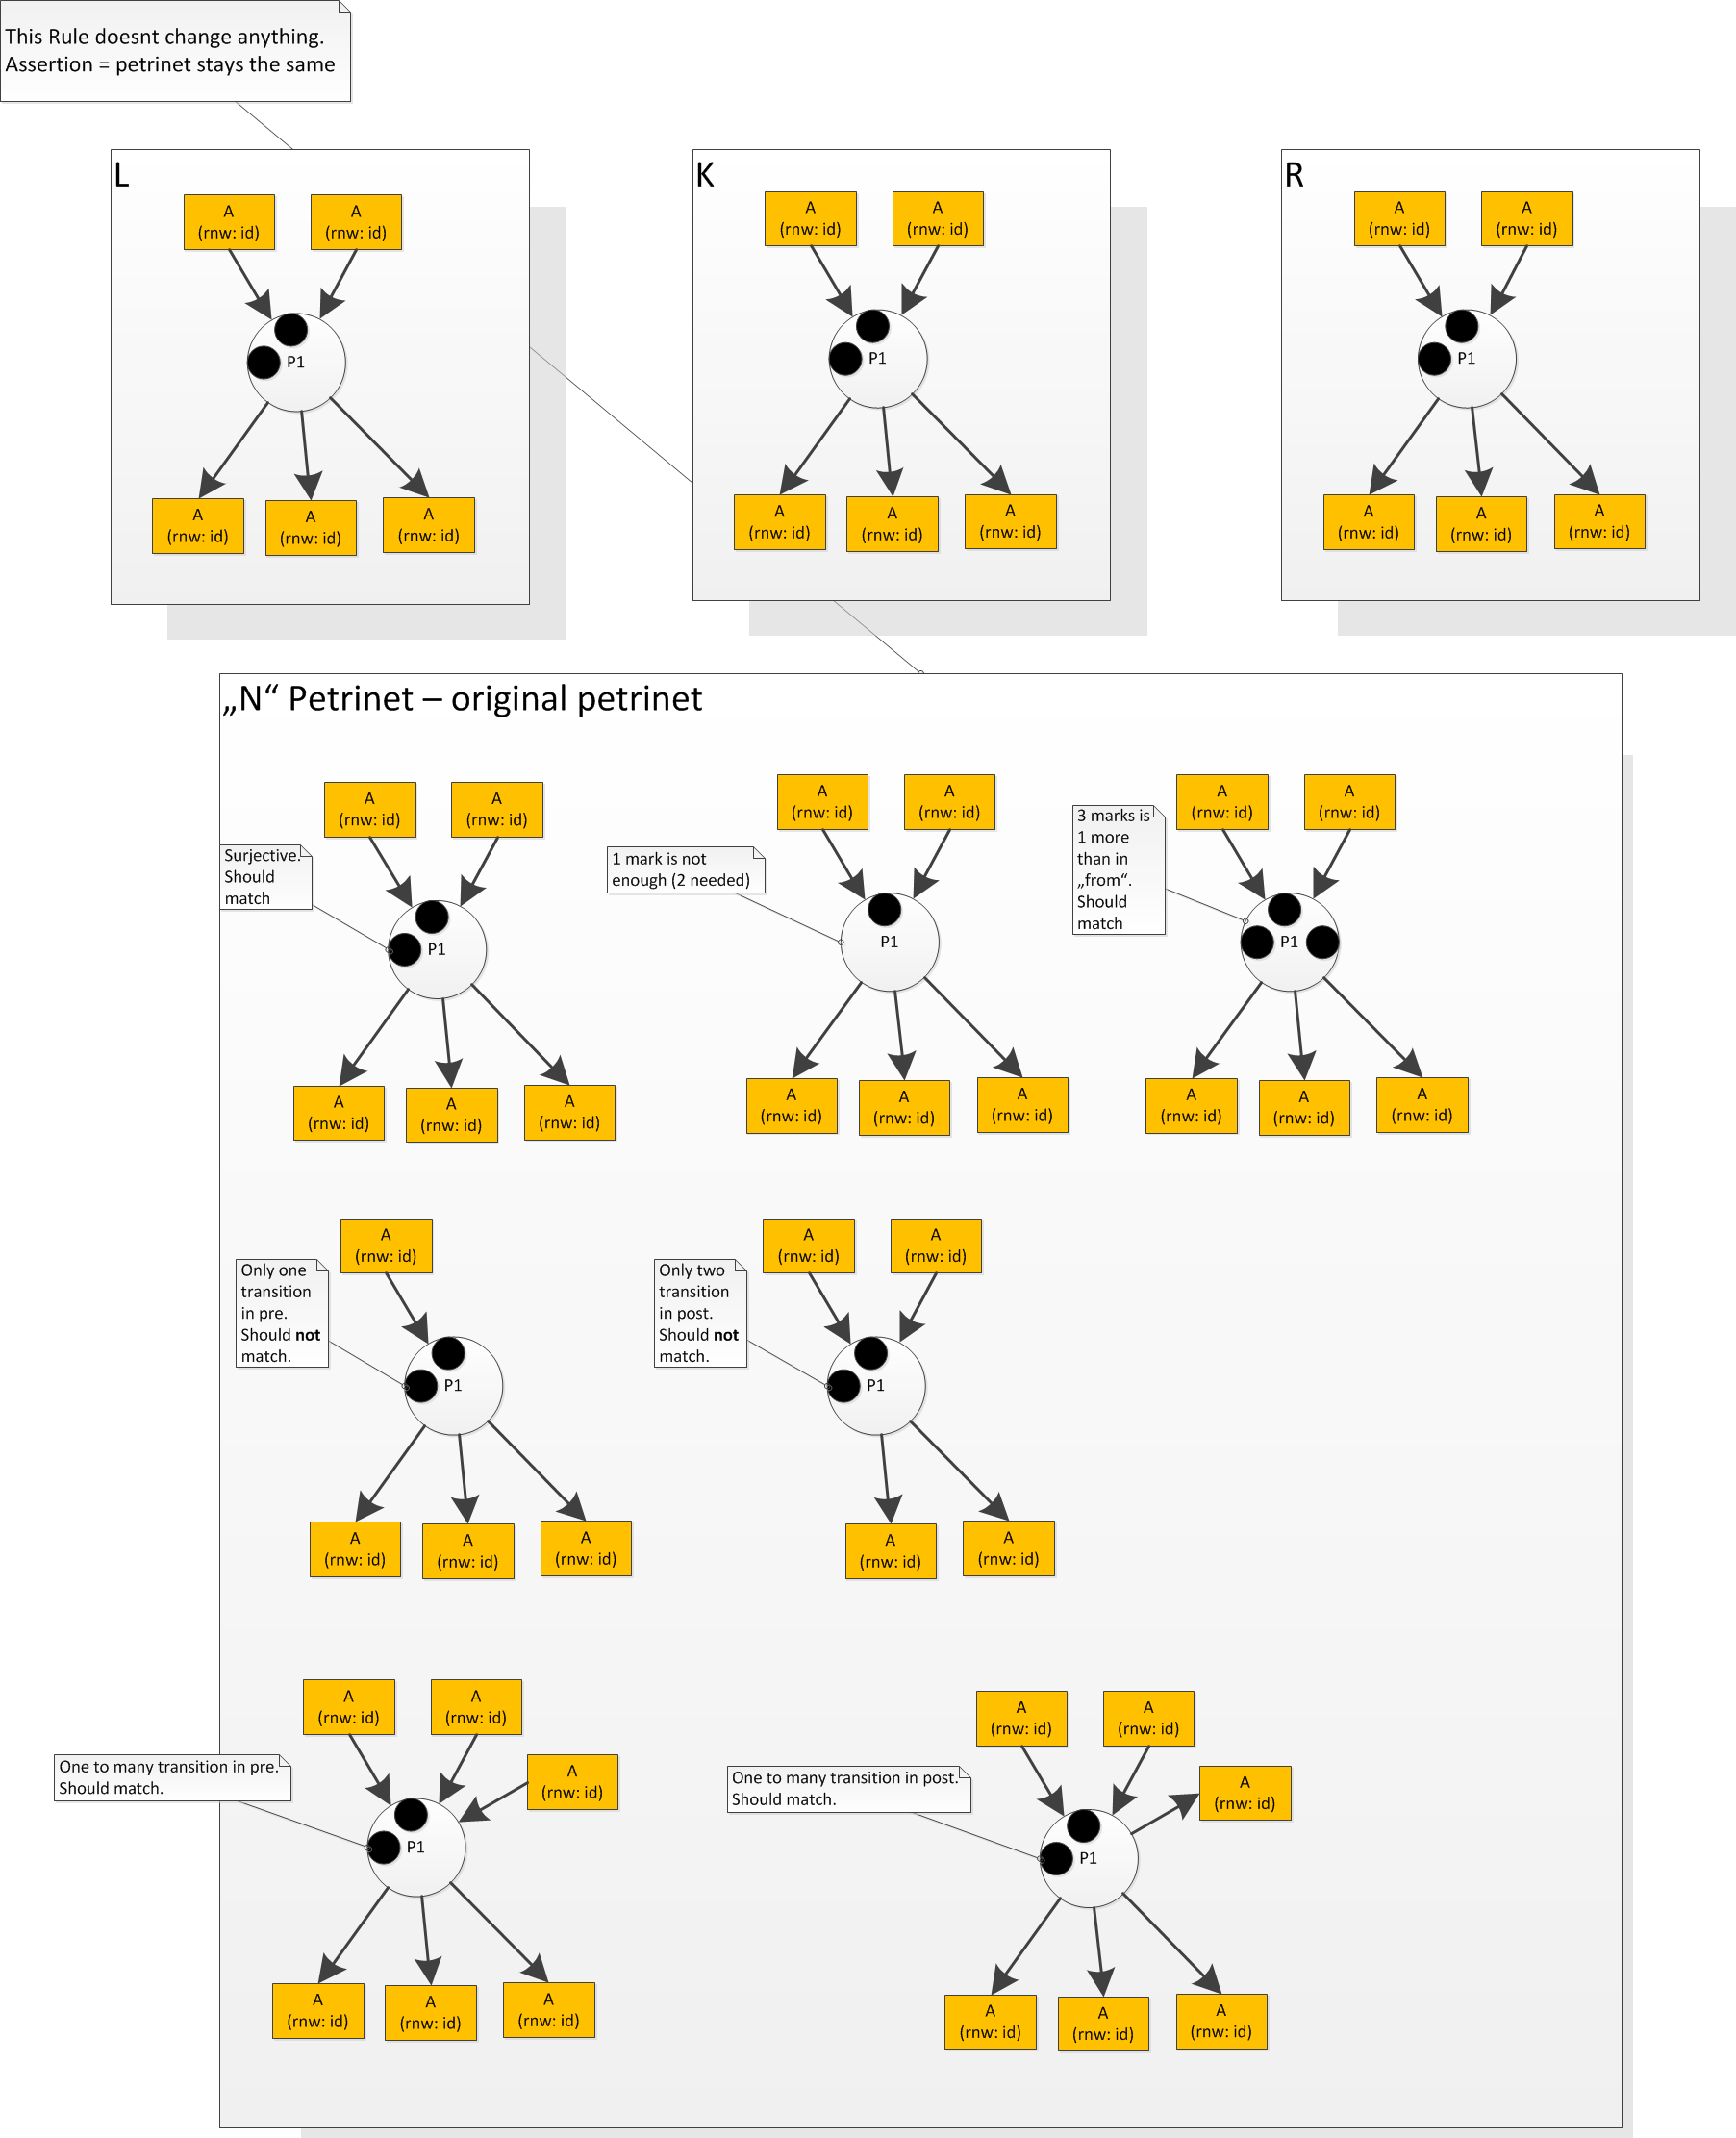 This Rule doesnt change anything.
Assertion = petrinet stays the same
L
A
(rnw: id)
A
(rnw: id)
P1
A
(rnw: id)
A
(rnw: id)
A
(rnw: id)
K
A
(rnw: id)
A
(rnw: id)
P1
A
(rnw: id)
A
(rnw: id)
A
(rnw: id)
R
A
(rnw: id)
A
(rnw: id)
P1
A
(rnw: id)
A
(rnw: id)
A
(rnw: id)
„N“ Petrinet – original petrinet
A
(rnw: id)
A
(rnw: id)
Surjective.
Should
match
P1
A
(rnw: id)
A
(rnw: id)
A
(rnw: id)
A
(rnw: id)
A
(rnw: id)
1 mark is not
enough (2 needed)
P1
A
(rnw: id)
A
(rnw: id)
A
(rnw: id)
A
(rnw: id)
A
(rnw: id)
3 marks is
1 more
than in
„from“.
Should
match
P1
A
(rnw: id)
A
(rnw: id)
A
(rnw: id)
A
(rnw: id)
Only one
transition
in pre.
Should not
match.
P1
A
(rnw: id)
A
(rnw: id)
A
(rnw: id)
A
(rnw: id)
A
(rnw: id)
Only two
transition
in post.
Should not
match.
P1
A
(rnw: id)
A
(rnw: id)
A
(rnw: id)
A
(rnw: id)
A
(rnw: id)
One to many transition in pre.
Should match.
P1
A
(rnw: id)
A
(rnw: id)
A
(rnw: id)
A
(rnw: id)
A
(rnw: id)
A
(rnw: id)
One to many transition in post.
Should match.
P1
A
(rnw: id)
A
(rnw: id)
A
(rnw: id)